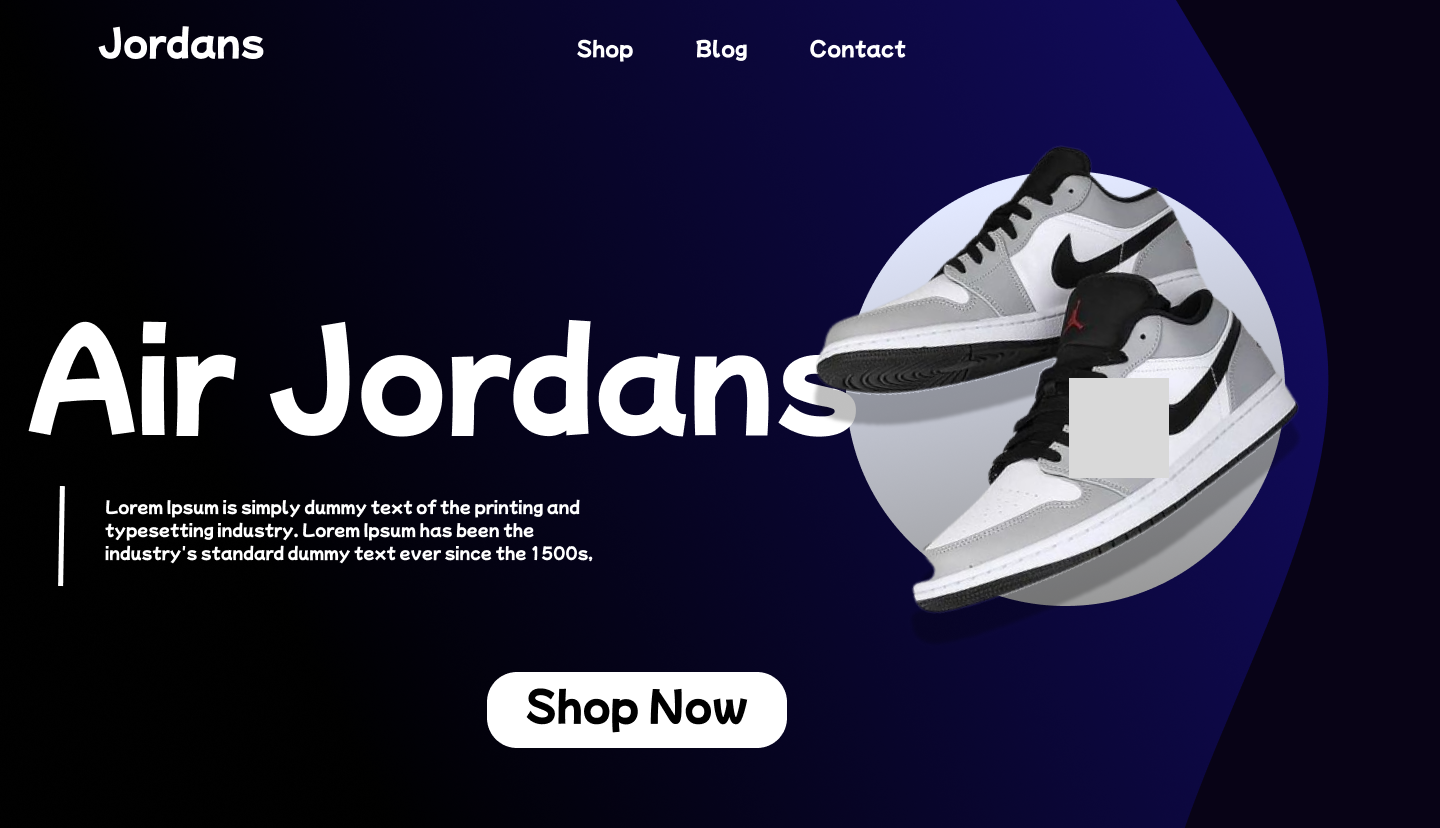 Jordans
Shop
Blog
Contact
Air Jordans
Lorem Ipsum is simply dummy text of the printing and
typesetting industry. Lorem Ipsum has been the
industry's standard dummy text ever since the 1500s,
Shop Now